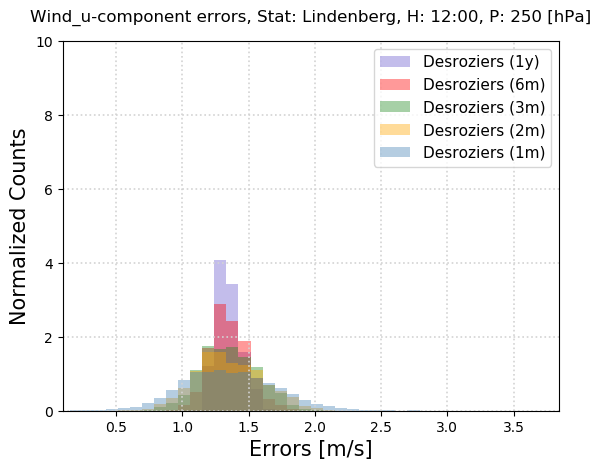 Wind_u-component errors, Stat: Lindenberg, H: 12:00, P: 250 [hPa]
10
8
6
4
2
0
Normalized Counts
Desroziers (1y)
Desroziers (6m)
Desroziers (3m)
Desroziers (2m)
Desroziers (1m)
0.5 1.0 1.5 2.0 2.5 3.0 3.5
Errors [m/s]